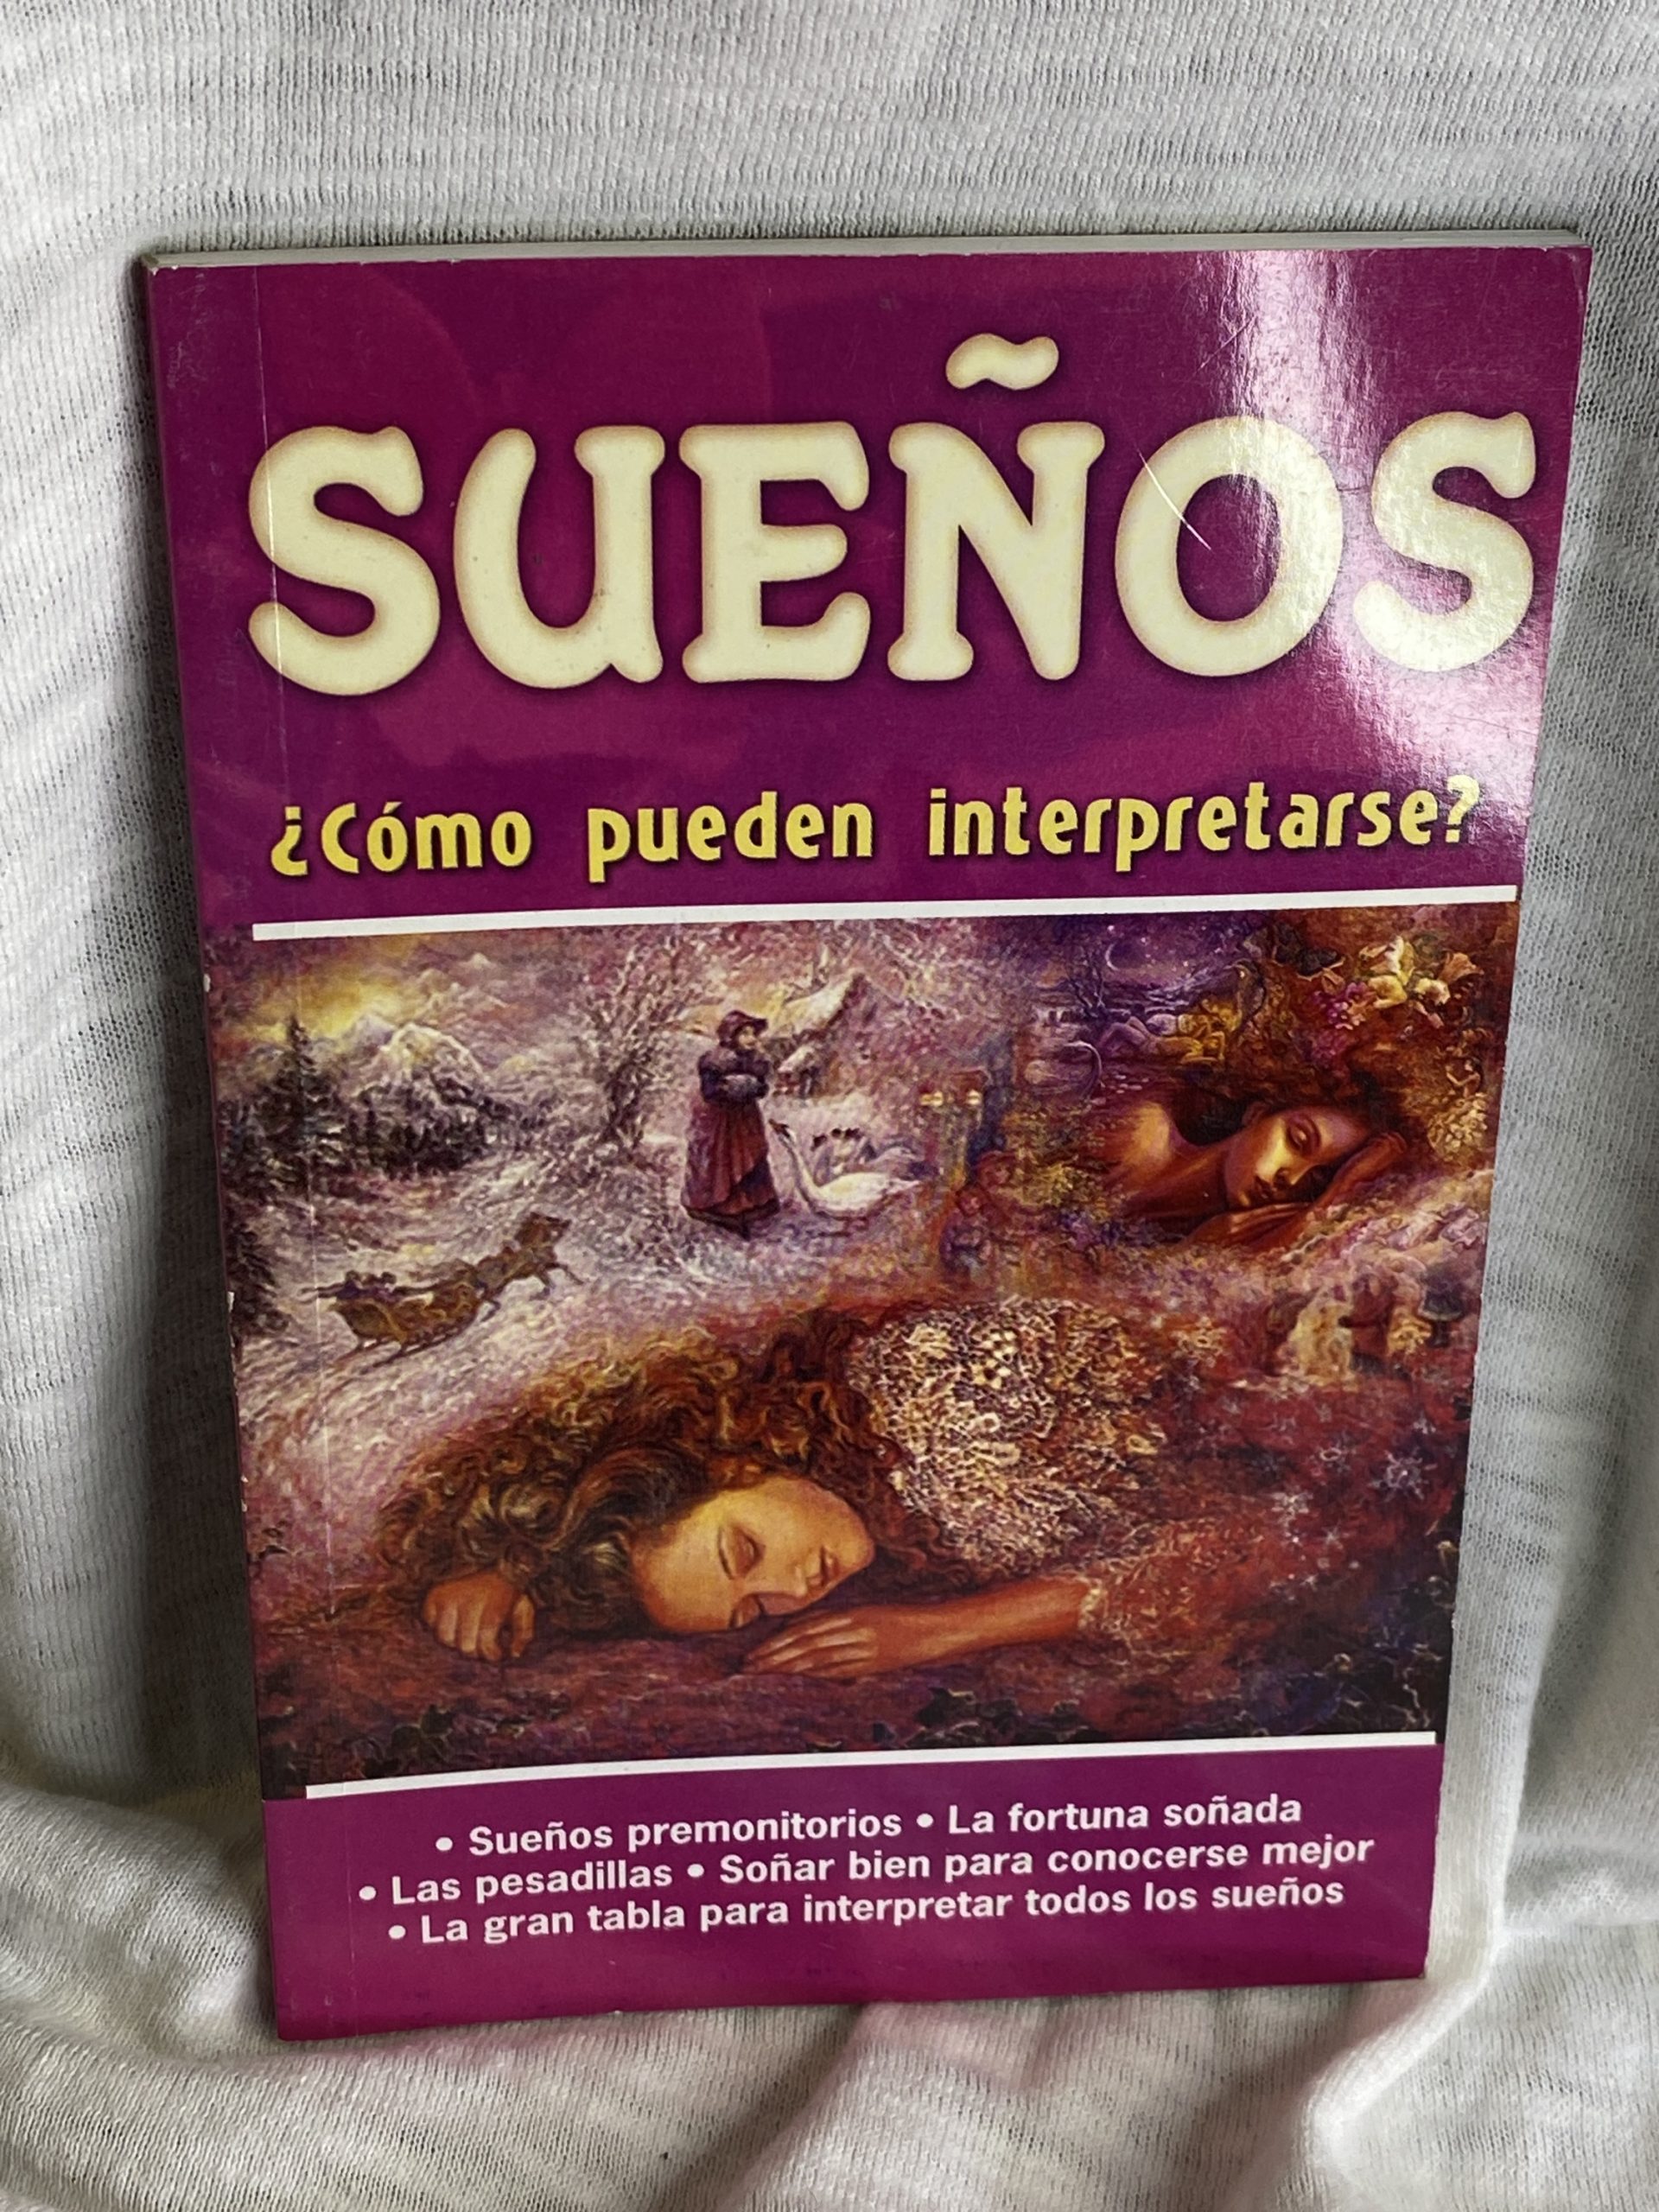 SUEÑOS
¿Cómo pueden interpretarse?
• Sueños premonitorios • La fortuna soñada
• Las pesadillas • Soñar bien para conocerse mejor
• La gran tabla para interpretar todos los sueños